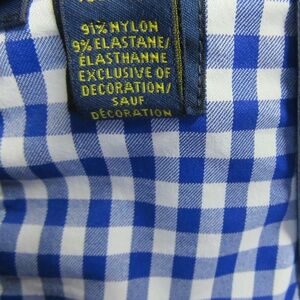 91% NYLON
9% ELASTANE/
ÉLASTHANNE
EXCLUSIVE OF
DECORATION/
SAUF
DÉCORATION